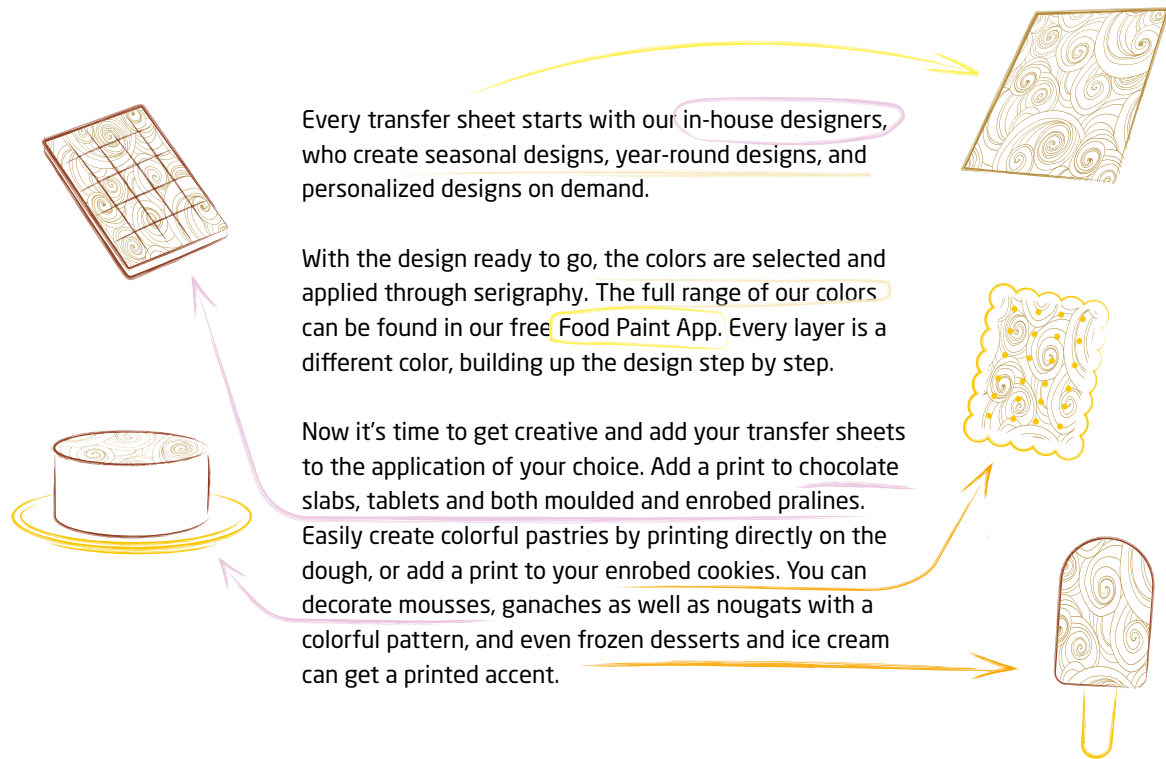 Every transfer sheet starts with our in-house designers,
who create seasonal designs, year-round designs, and
personalized designs on demand.
With the design ready to go, the colors are selected and
applied through serigraphy. The full range of our colors
can be found in our free Food Paint App. Every layer is a
different color, building up the design step by step.
Now it's time to get creative and add your transfer sheets
to the application of your choice. Add a print to chocolate
slabs, tablets and both moulded and enrobed pralines.
Easily create colorful pastries by printing directly on the
dough, or add a print to your enrobed cookies. You can
decorate mousses, ganaches as well as nougats with a
colorful pattern, and even frozen desserts and ice cream
can get a printed accent.